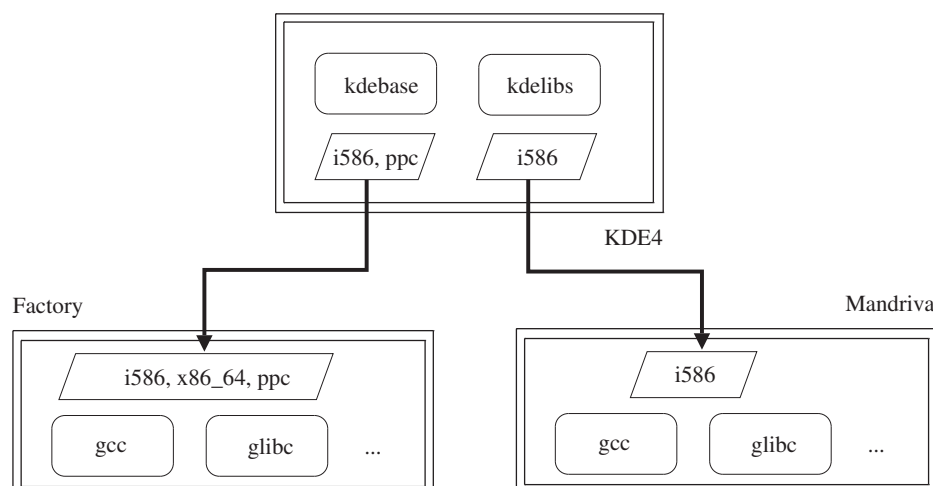 kdebase
kdelibs
i586, ppc
i586
KDE4
Factory
Mandriva
i586, x86_64, ppc
i586
gcc
glibc
...
gcc
glibc
...